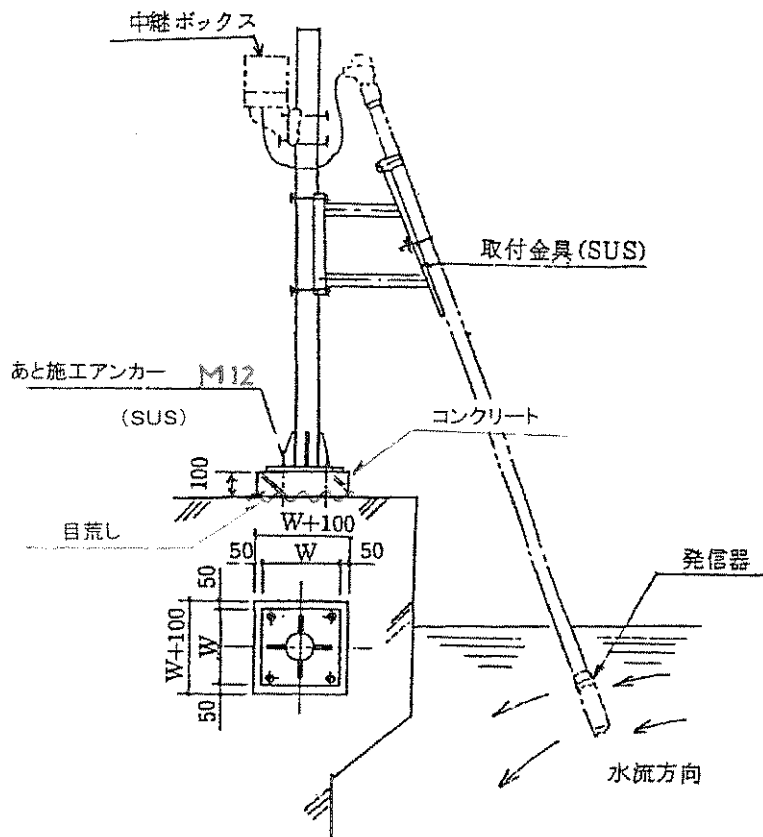 中継ボックス
取付金具(SUS)
あと施工アンカー M12
(SUS)
コンクリート
100
目荒し
W+100
50 W 50
発信器
50
W+100
W
50
水流方向